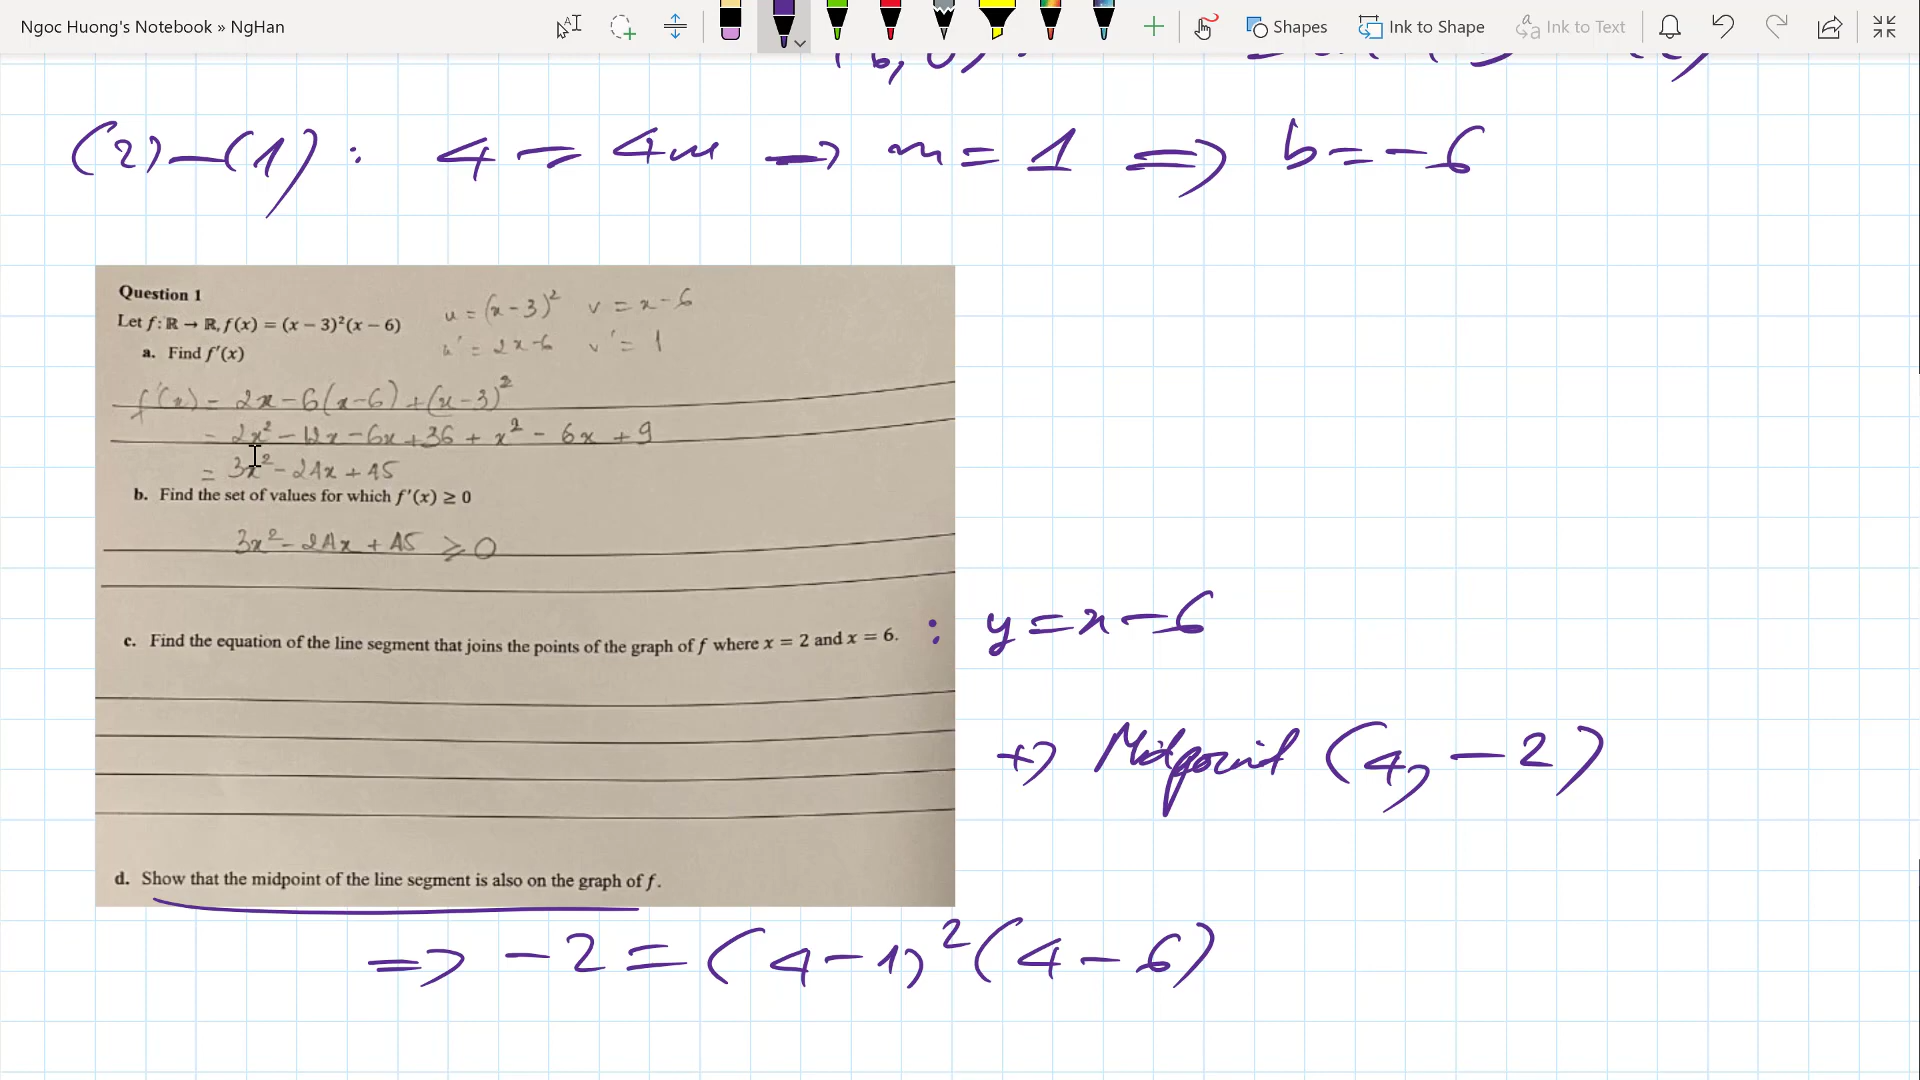 Ngoc Huong's Notebook » NgHan
Shapes
Ink to Shape
Ink to Text
(2)—(1): 4 = 4m → m = 1 ⇒ b = -6
Question 1
Let f: ℝ → ℝ, f(x) = (x − 3)²(x − 6)
u = (x-3)² v = x-6
a. Find f′(x)
u' = 2x-6 v' = 1
f'(x) = 2x-6(x-6)+(x-3)²
= 2x² - 12x - 6x + 36 + x² - 6x + 9
= 3x² - 24x + 45
b. Find the set of values for which f′(x) ≥ 0
3x² - 24x + 45 ≥ 0
c. Find the equation of the line segment that joins the points of the graph of f where x = 2 and x = 6. : y = x - 6
+) Midpoint (4, -2)
d. Show that the midpoint of the line segment is also on the graph of f.
=> -2 = (4-1)²(4-6)